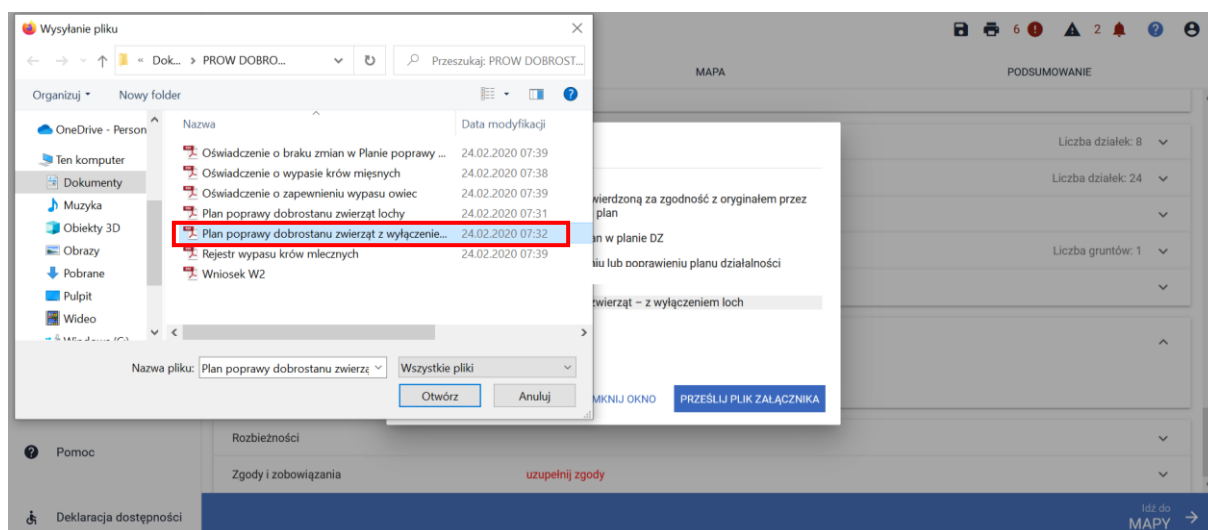 Wysyłanie pliku
« Dok... > PROW DOBRO...
Przeszukaj: PROW DOBROST...
Organizuj
Nowy folder
OneDrive - Person
Ten komputer
Dokumenty
Muzyka
Obiekty 3D
Obrazy
Pobrane
Pulpit
Wideo
Nazwa Data modyfikacji
Oświadczenie o braku zmian w Planie poprawy ... 24.02.2020 07:39
Oświadczenie o wypasie krów mięsnych 24.02.2020 07:38
Oświadczenie o zapewnieniu wypasu owiec 24.02.2020 07:39
Plan poprawy dobrostanu zwierząt lochy 24.02.2020 07:31
Plan poprawy dobrostanu zwierząt z wyłączenie... 24.02.2020 07:32
Rejestr wypasu krów mlecznych 24.02.2020 07:39
Wniosek W2
Nazwa pliku: Plan poprawy dobrostanu zwierzą
Wszystkie pliki
Otwórz Anuluj
6 2
MAPA PODSUMOWANIE
Liczba działek: 8
Liczba działek: 24
Liczba gruntów: 1
wierdzoną za zgodność z oryginałem przez
plan
an w planie DZ
niu lub poprawieniu planu działalności
zwierząt – z wyłączeniem loch
MKNIJ OKNO PRZEŚLIJ PLIK ZAŁĄCZNIKA
Rozbieżności
Zgody i zobowiązania uzupełnij zgody
Pomoc
Deklaracja dostępności
Idź do
MAPY